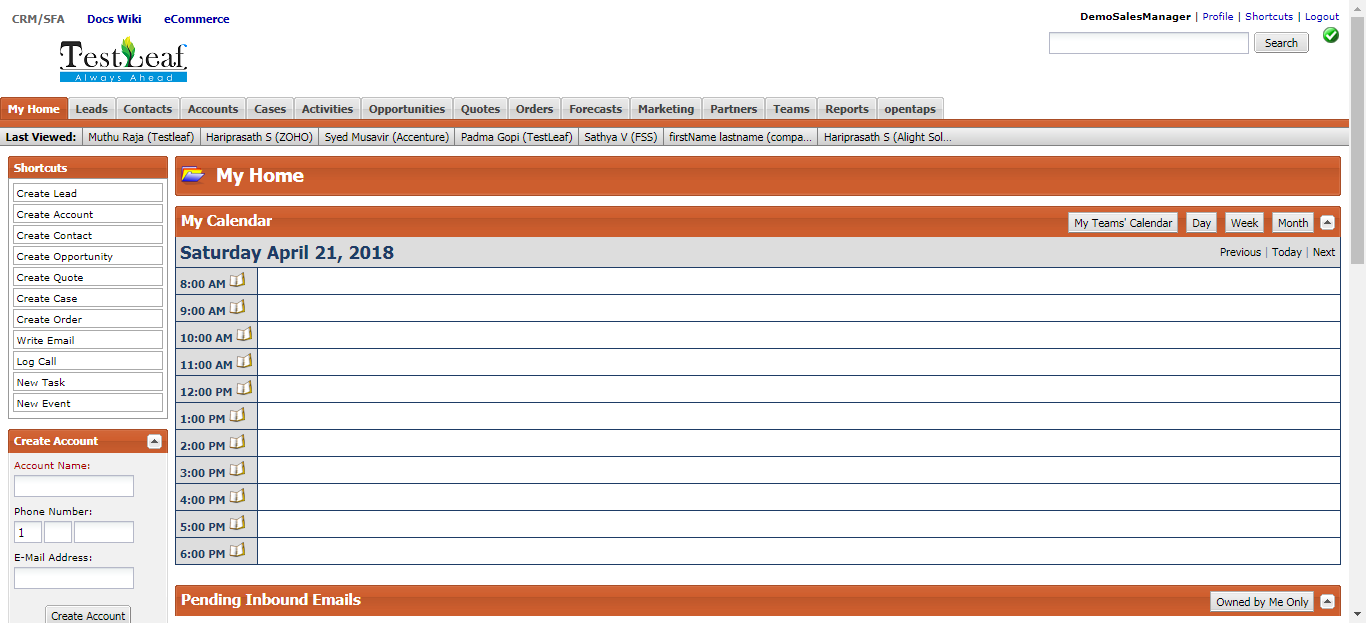 CRM/SFA Docs Wiki eCommerce
DemoSalesManager | Profile | Shortcuts | Logout
Search
TestLeaf
Always Ahead
My Home Leads Contacts Accounts Cases Activities Opportunities Quotes Orders Forecasts Marketing Partners Teams Reports opentaps
Last Viewed: Muthu Raja (Testleaf) Hariprasath S (ZOHO) Syed Musavir (Accenture) Padma Gopi (TestLeaf) Sathya V (FSS) firstName lastname (compa... Hariprasath S (Alight Sol...
Shortcuts
Create Lead
Create Account
Create Contact
Create Opportunity
Create Quote
Create Case
Create Order
Write Email
Log Call
New Task
New Event
Create Account
Account Name:
Phone Number:
1
E-Mail Address:
Create Account
My Home
My Calendar My Teams' Calendar Day Week Month
Saturday April 21, 2018 Previous | Today | Next
8:00 AM
9:00 AM
10:00 AM
11:00 AM
12:00 PM
1:00 PM
2:00 PM
3:00 PM
4:00 PM
5:00 PM
6:00 PM
Pending Inbound Emails Owned by Me Only